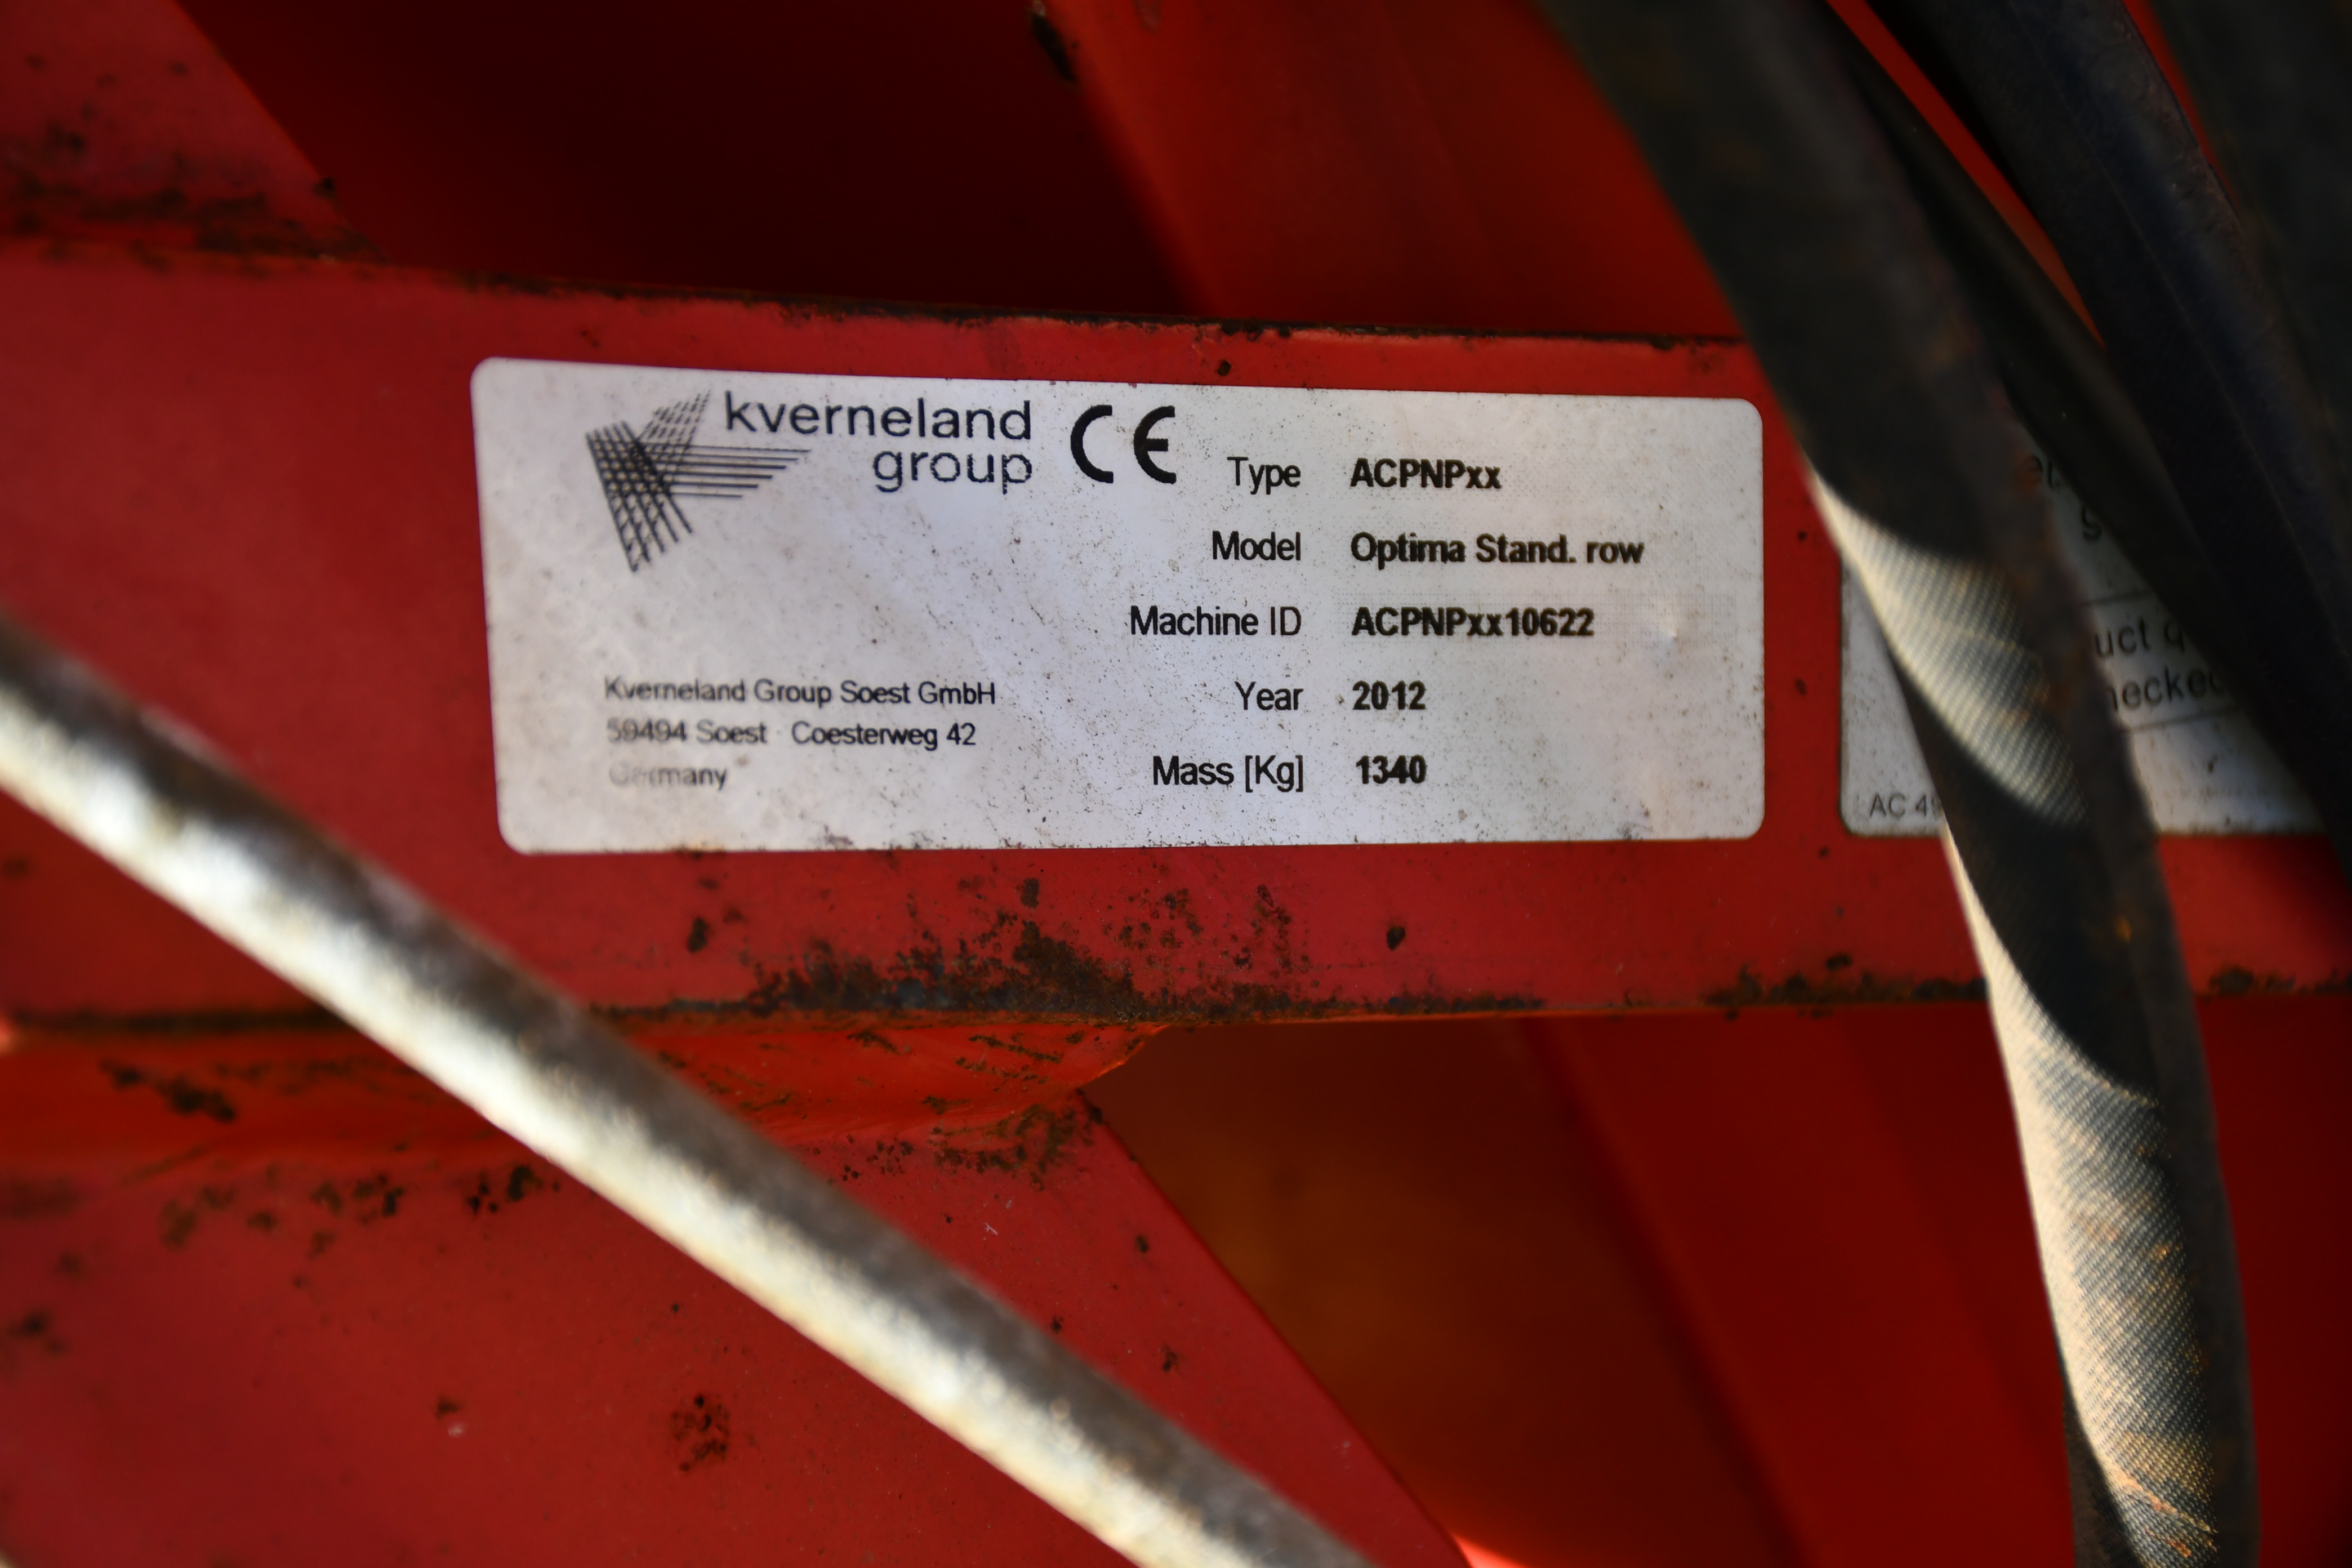 kverneland
group
CE
Type ACPNPxx
Model Optima Stand. row
Machine ID ACPNPxx10622
Year 2012
Mass [Kg] 1340
Kverneland Group Soest GmbH
59494 Soest · Coesterweg 42
Germany
AC